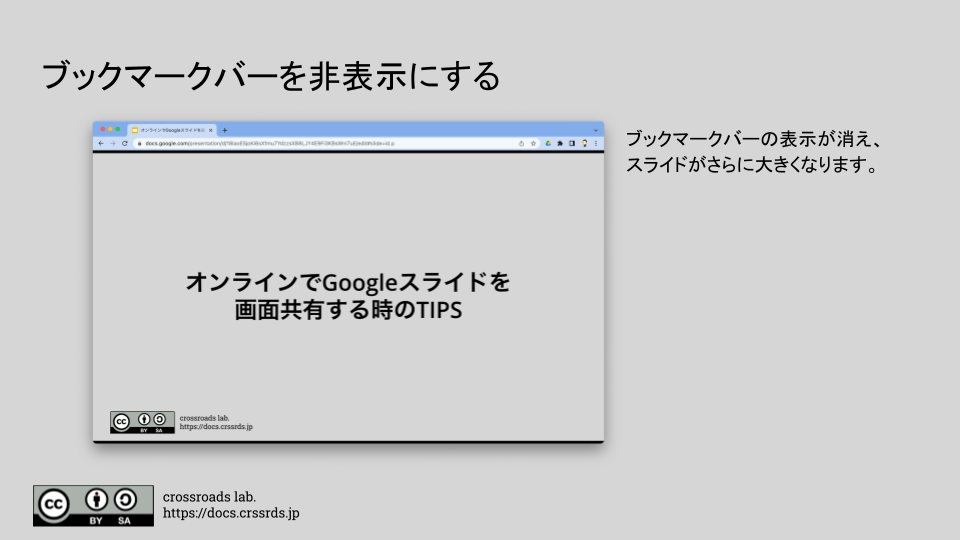 ブックマークバーを非表示にする
オンラインでGoogleスライドを
docs.google.com
ブックマークバーの表示が消え、
スライドがさらに大きくなります。
オンラインでGoogleスライドを
画面共有する時のTIPS
CC
BY SA
crossroads lab.
https://docs.crssrds.jp
CC
BY SA
crossroads lab.
https://docs.crssrds.jp